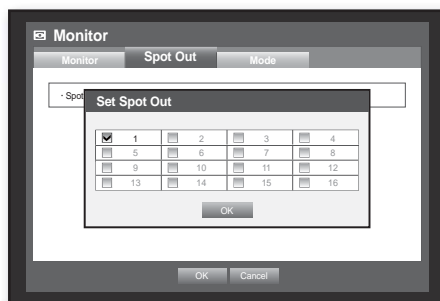 Monitor
Monitor Spot Out Mode
· Spot
Set Spot Out
1 2 3 4
5 6 7 8
9 10 11 12
13 14 15 16
OK
OK Cancel